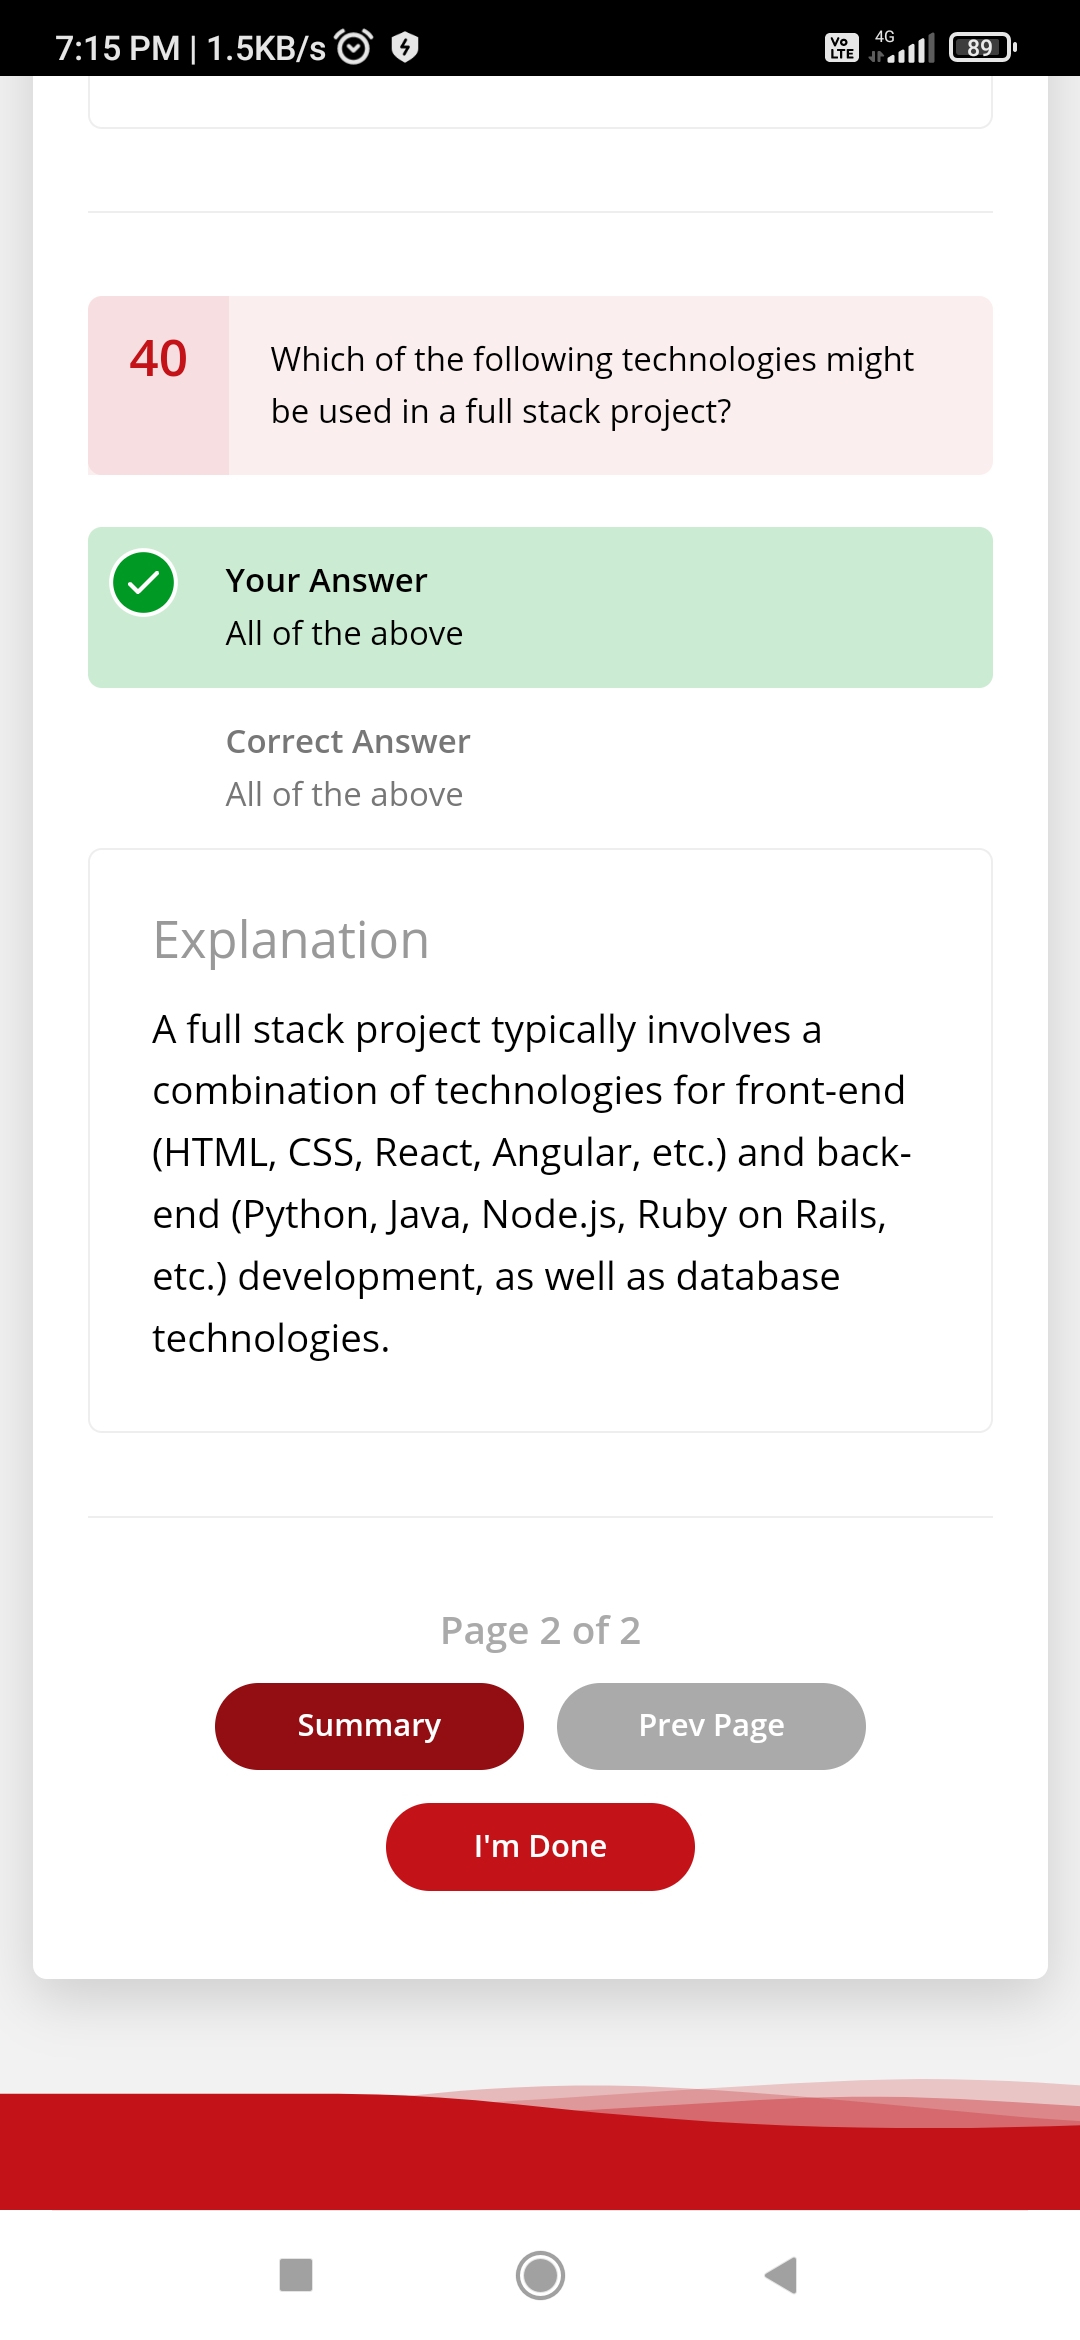 7:15 PM | 1.5KB/s
Vo LTE 4G 89
40
Which of the following technologies might
be used in a full stack project?
Your Answer
All of the above
Correct Answer
All of the above
Explanation
A full stack project typically involves a
combination of technologies for front-end
(HTML, CSS, React, Angular, etc.) and back-
end (Python, Java, Node.js, Ruby on Rails,
etc.) development, as well as database
technologies.
Page 2 of 2
Summary
Prev Page
I'm Done